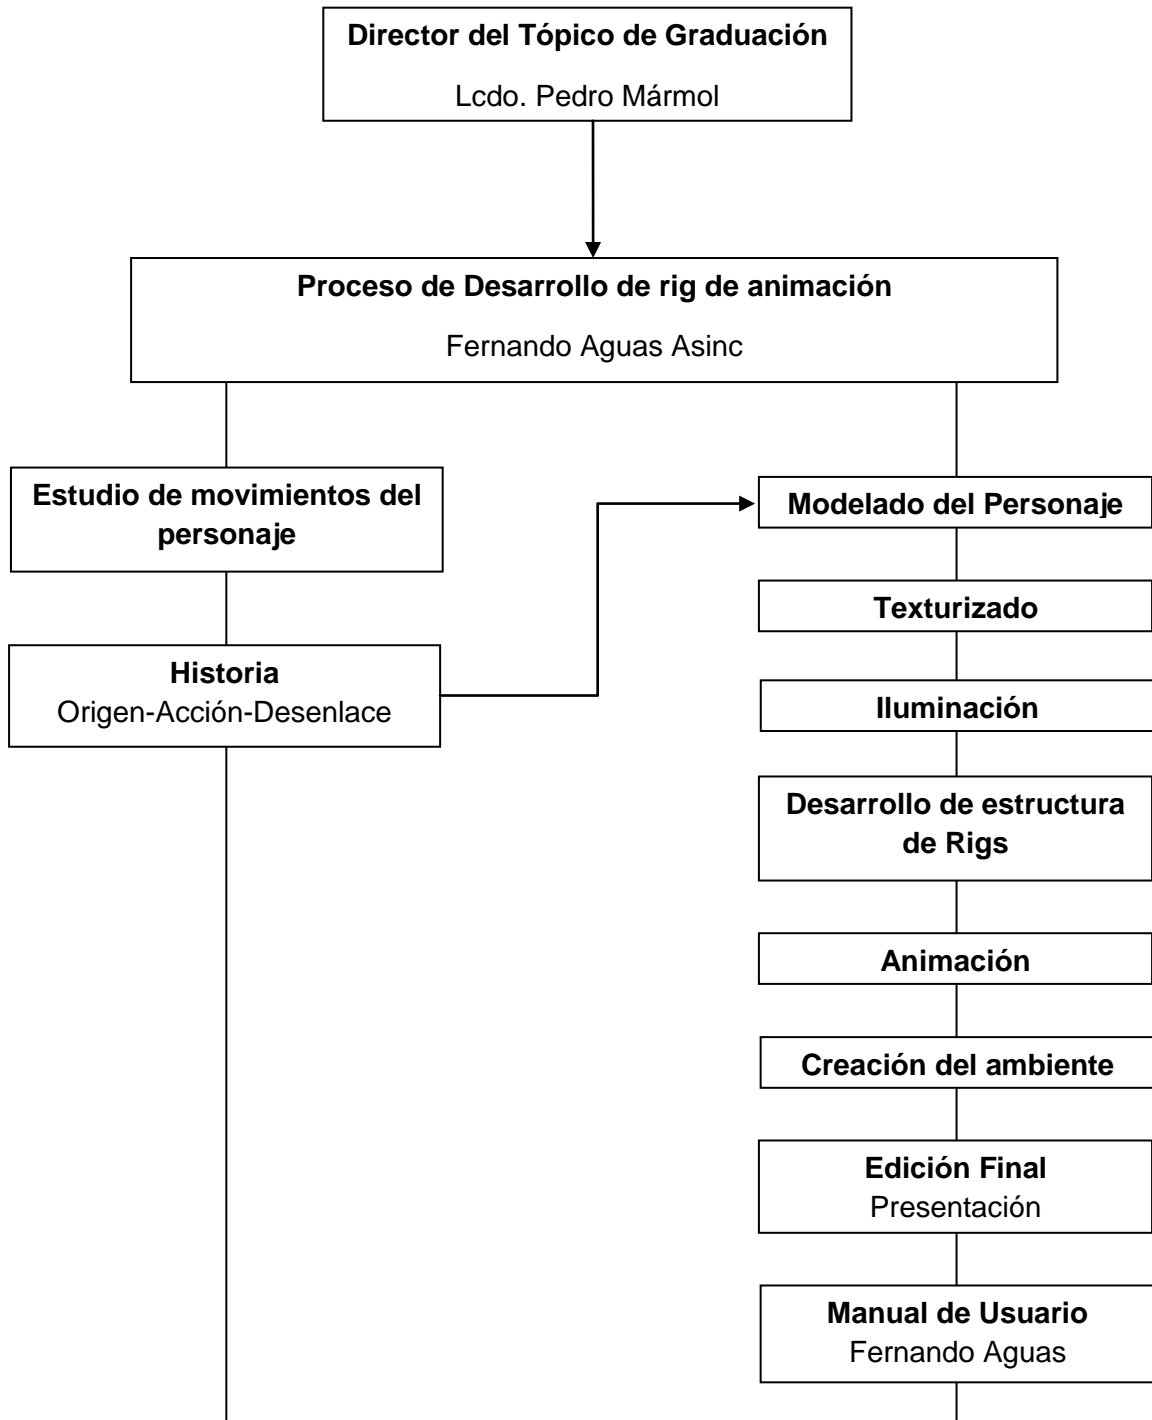 Director del Tópico de Graduación
Lcdo. Pedro Mármol
Proceso de Desarrollo de rig de animación
Fernando Aguas Asinc
Estudio de movimientos del
personaje
Historia
Origen-Acción-Desenlace
Modelado del Personaje
Texturizado
Iluminación
Desarrollo de estructura
de Rigs
Animación
Creación del ambiente
Edición Final
Presentación
Manual de Usuario
Fernando Aguas